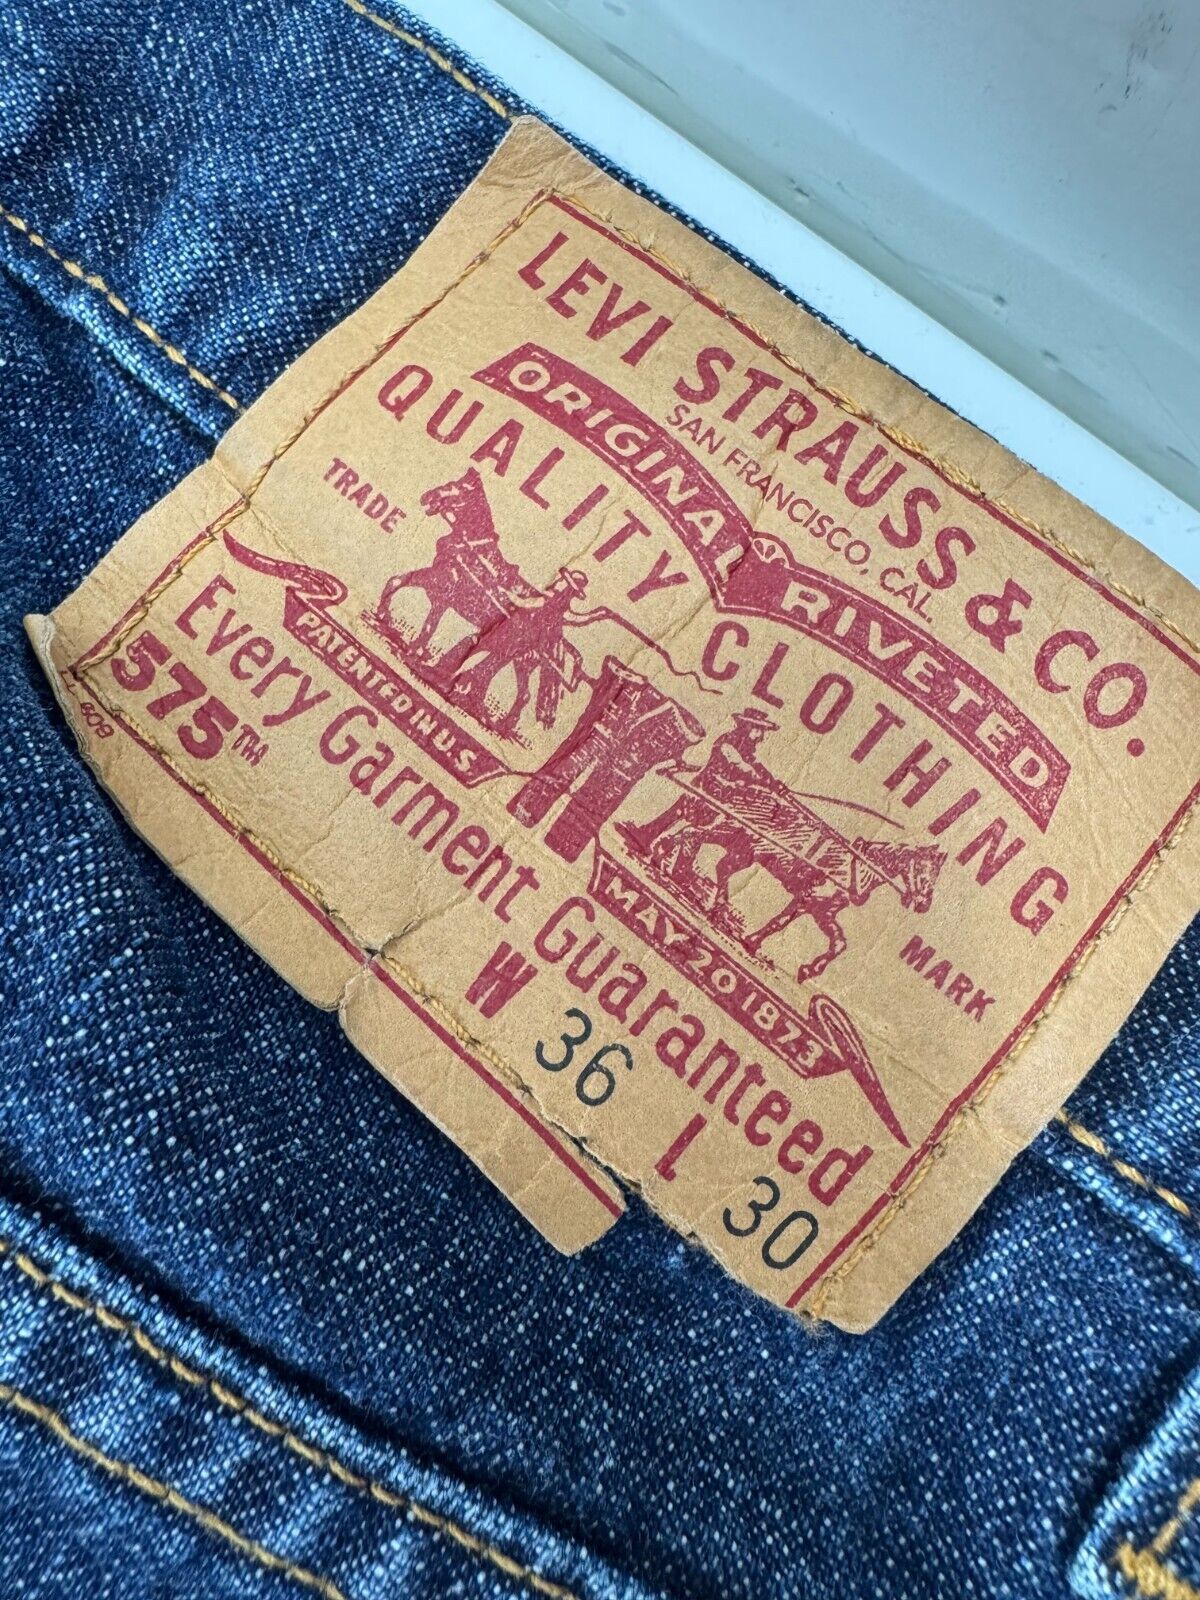 LEVI STRAUSS & CO.
SAN FRANCISCO, CAL.
ORIGINAL RIVETED
QUALITY CLOTHING
TRADE MARK
PATENTED IN U.S.
MAY 20 1873
Every Garment Guaranteed
575™
W 36 L 30